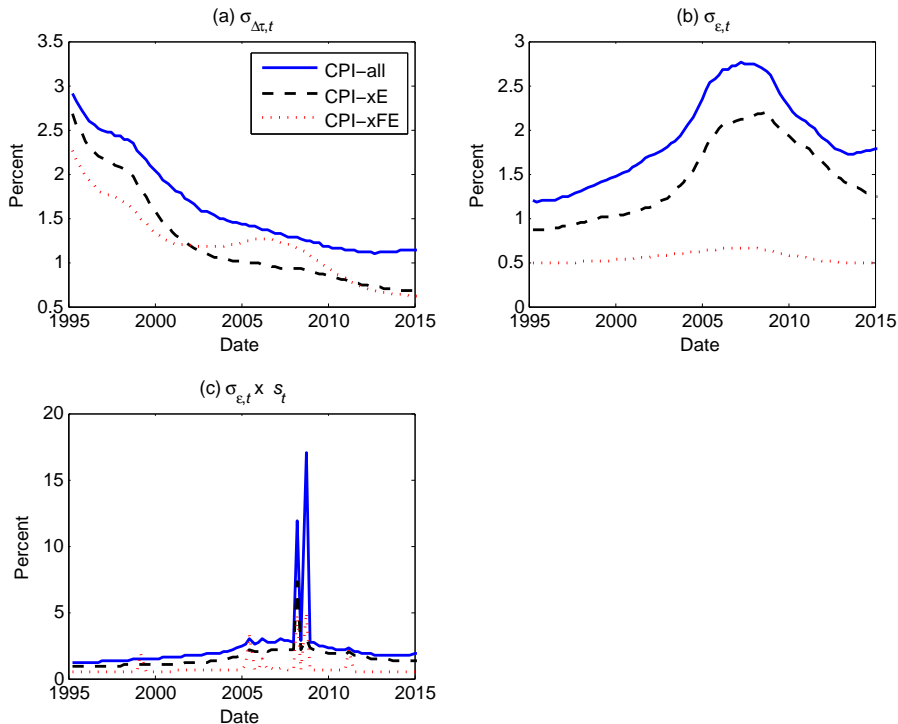 (a) σΔτ,t
3.5
3
2.5
2
1.5
1
0.5
Percent
CPI−all
CPI−xE
CPI−xFE
1995 2000 2005 2010 2015
Date
(b) σε,t
3
2.5
2
1.5
1
0.5
0
Percent
1995 2000 2005 2010 2015
Date
(c) σε,t x st
20
15
10
5
0
Percent
1995 2000 2005 2010 2015
Date